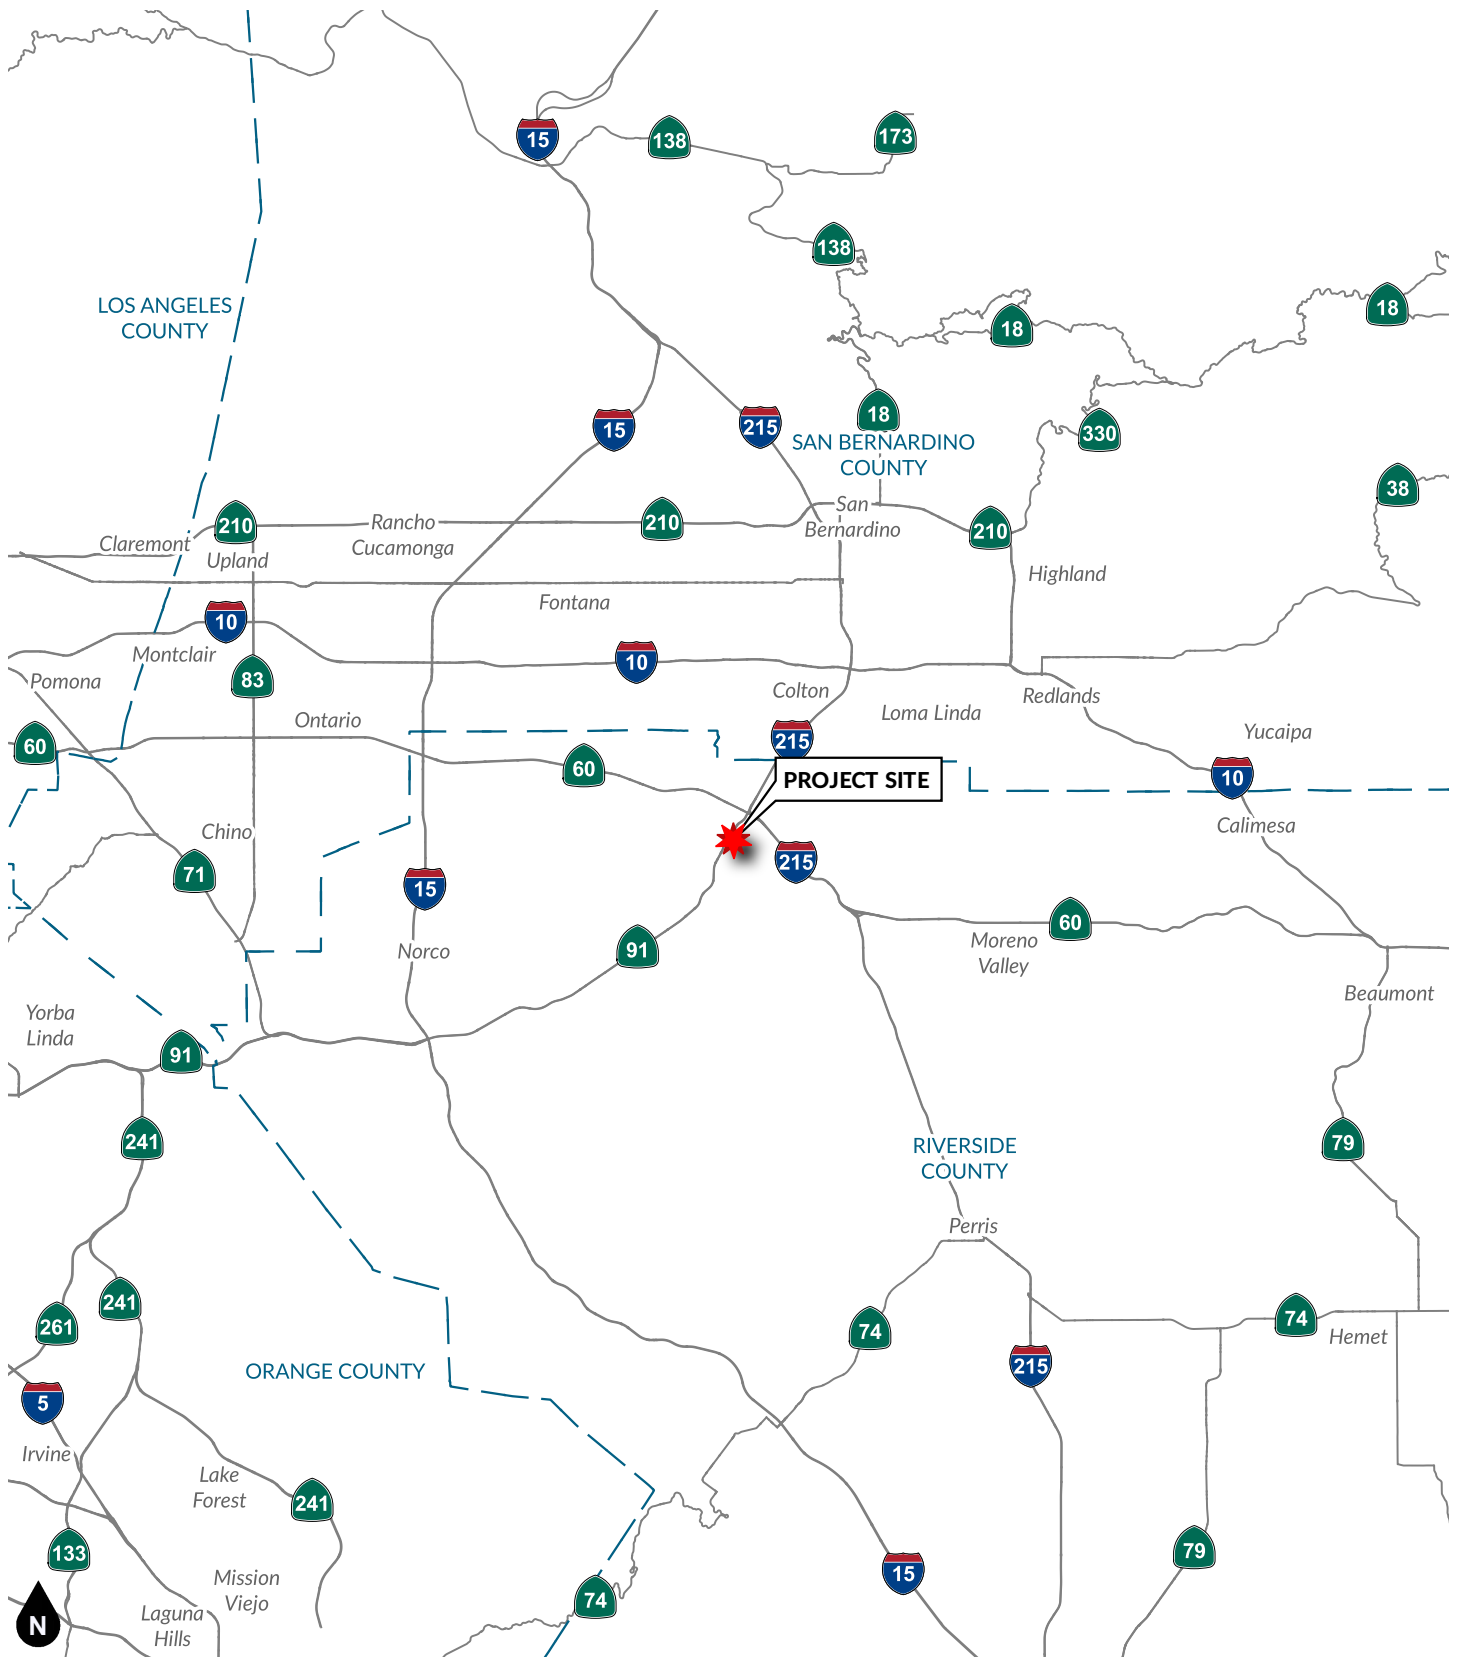 15
138
173
138
LOS ANGELES
COUNTY
18
18
15
215
18
330
SAN BERNARDINO
COUNTY
38
210
Rancho
Cucamonga
210
San
Bernardino
210
Claremont
Upland
Highland
Fontana
10
Montclair
10
83
Pomona
Colton
Redlands
Loma Linda
Ontario
Yucaipa
60
215
60
PROJECT SITE
10
Chino
Calimesa
71
215
15
60
91
Norco
Moreno
Valley
Beaumont
Yorba
Linda
91
241
79
RIVERSIDE
COUNTY
Perris
241
261
74
74
Hemet
215
ORANGE COUNTY
5
Irvine
Lake
Forest
241
133
79
15
Mission
Viejo
74
Laguna
Hills
N